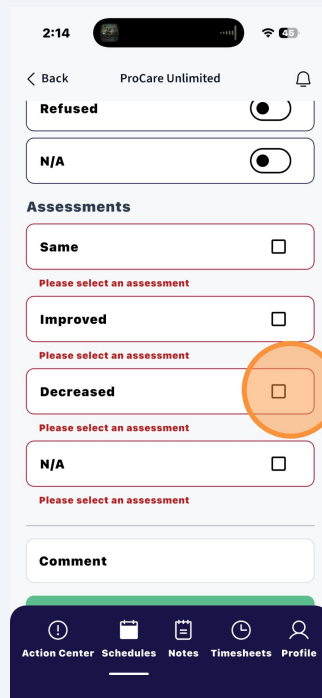 2:14
45
Back ProCare Unlimited
Refused
N/A
Assessments
Same
Please select an assessment
Improved
Please select an assessment
Decreased
Please select an assessment
N/A
Please select an assessment
Comment
Action Center Schedules Notes Timesheets Profile